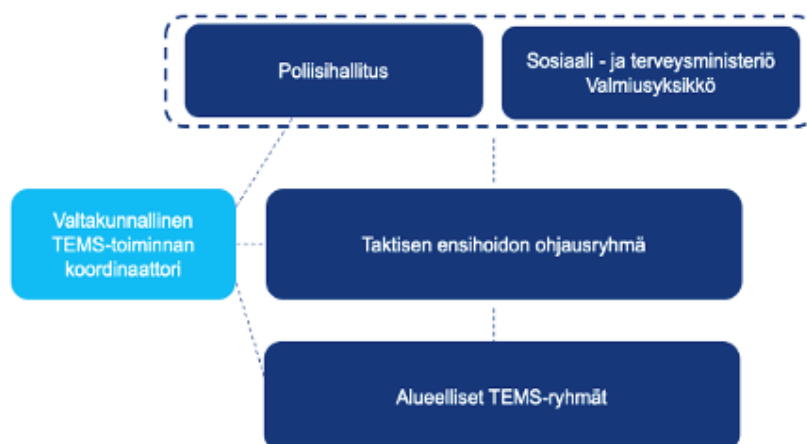 Poliisihallitus
Sosiaali - ja terveysministeriö
Valmiusyksikkö
Valtakunnallinen
TEMS-toiminnan
koordinaattori
Taktisen ensihoidon ohjausryhmä
Alueelliset TEMS-ryhmät